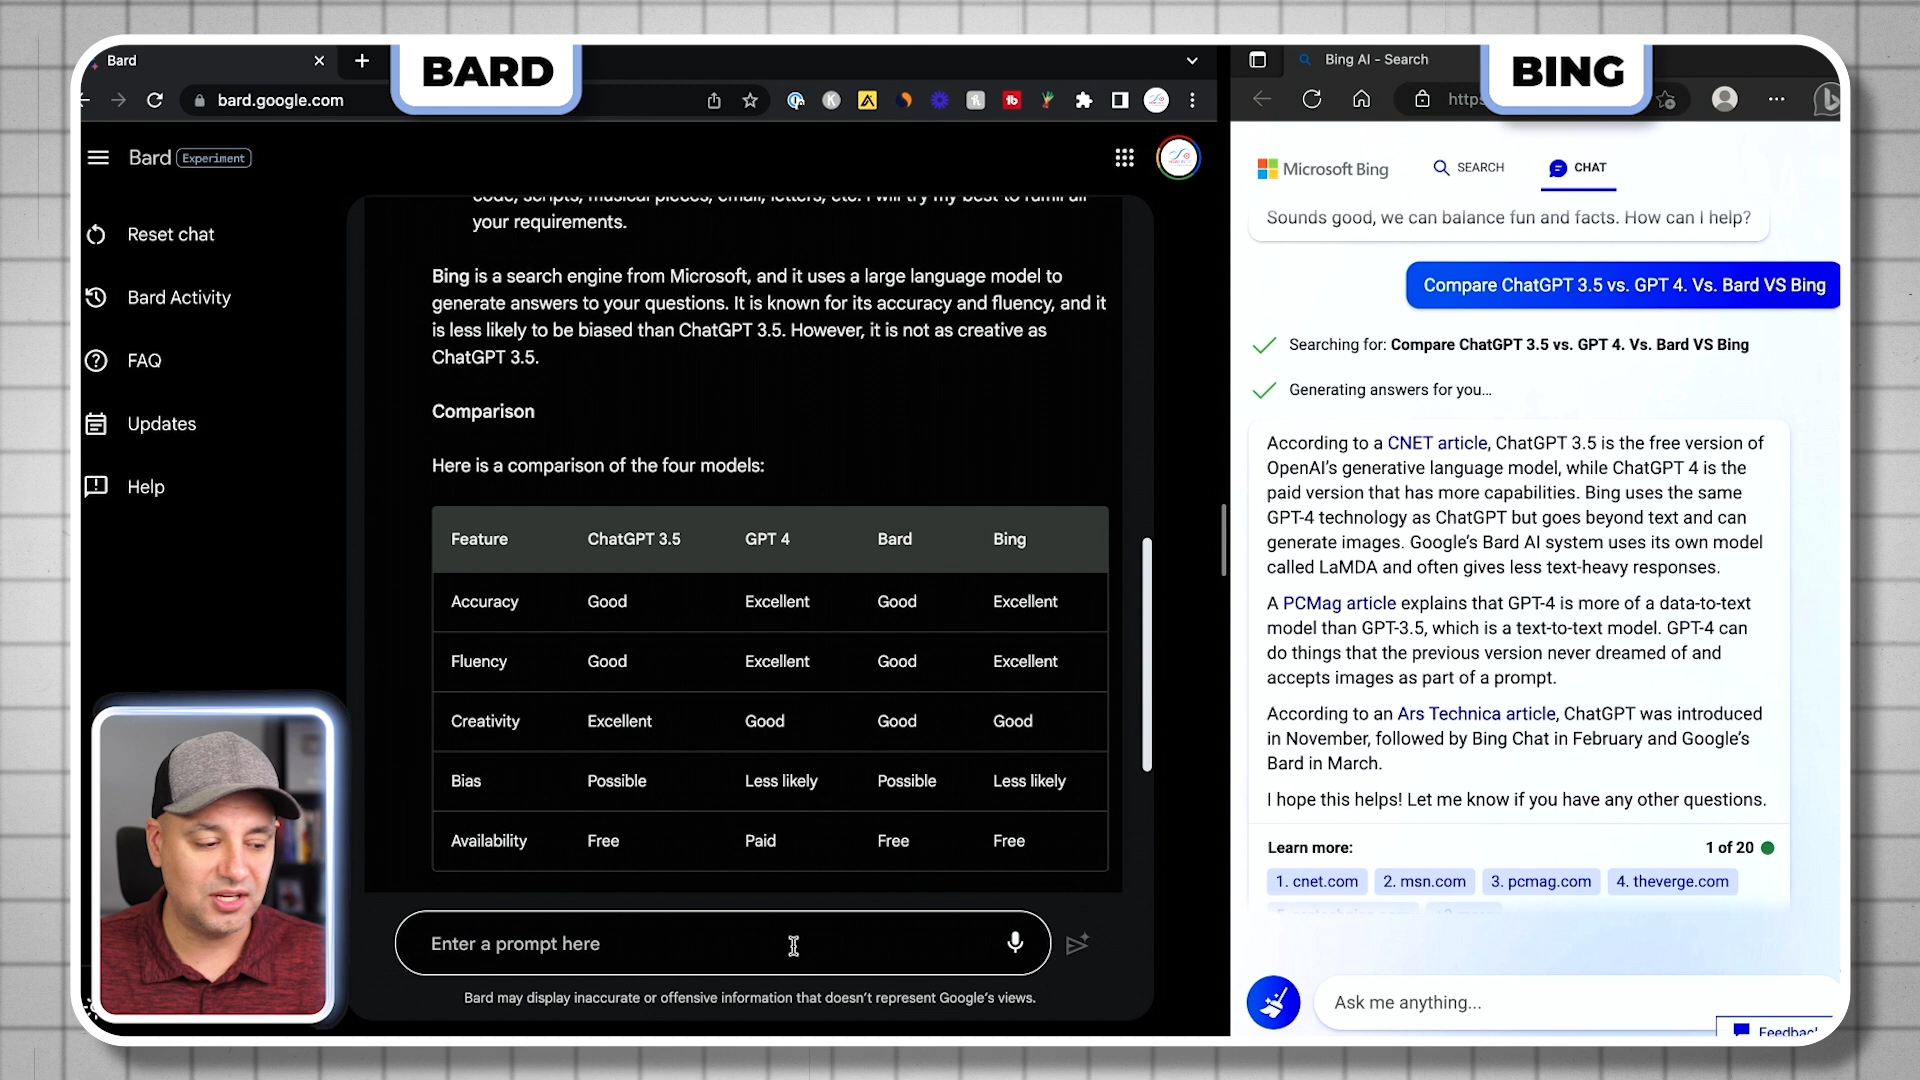 Bard
BARD
bard.google.com
Bard Experiment
Reset chat
Bard Activity
FAQ
Updates
Help
code, scripts, musical pieces, email, letters, etc. I will try my best to fulfill all
your requirements.
Bing is a search engine from Microsoft, and it uses a large language model to
generate answers to your questions. It is known for its accuracy and fluency, and it
is less likely to be biased than ChatGPT 3.5. However, it is not as creative as
ChatGPT 3.5.
Comparison
Here is a comparison of the four models:
Feature ChatGPT 3.5 GPT 4 Bard Bing
Accuracy Good Excellent Good Excellent
Fluency Good Excellent Good Excellent
Creativity Excellent Good Good Good
Bias Possible Less likely Possible Less likely
Availability Free Paid Free Free
Enter a prompt here
Bard may display inaccurate or offensive information that doesn't represent Google's views.
Bing AI - Search
BING
https
Microsoft Bing SEARCH CHAT
Sounds good, we can balance fun and facts. How can I help?
Compare ChatGPT 3.5 vs. GPT 4. Vs. Bard VS Bing
Searching for: Compare ChatGPT 3.5 vs. GPT 4. Vs. Bard VS Bing
Generating answers for you...
According to a CNET article, ChatGPT 3.5 is the free version of
OpenAI's generative language model, while ChatGPT 4 is the
paid version that has more capabilities. Bing uses the same
GPT-4 technology as ChatGPT but goes beyond text and can
generate images. Google's Bard AI system uses its own model
called LaMDA and often gives less text-heavy responses.
A PCMag article explains that GPT-4 is more of a data-to-text
model than GPT-3.5, which is a text-to-text model. GPT-4 can
do things that the previous version never dreamed of and
accepts images as part of a prompt.
According to an Ars Technica article, ChatGPT was introduced
in November, followed by Bing Chat in February and Google's
Bard in March.
I hope this helps! Let me know if you have any other questions.
Learn more: 1 of 20
1. cnet.com 2. msn.com 3. pcmag.com 4. theverge.com
Ask me anything...
Feedback